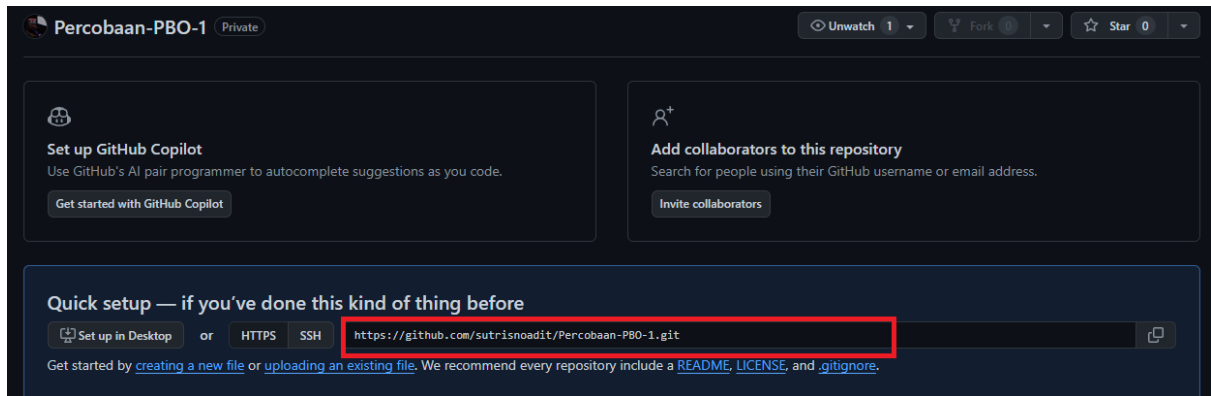 Percobaan-PBO-1 Private
Unwatch 1
Fork 0
Star 0
Set up GitHub Copilot
Use GitHub's AI pair programmer to autocomplete suggestions as you code.
Get started with GitHub Copilot
Add collaborators to this repository
Search for people using their GitHub username or email address.
Invite collaborators
Quick setup — if you've done this kind of thing before
Set up in Desktop or HTTPS SSH https://github.com/sutrisnoadit/Percobaan-PBO-1.git
Get started by creating a new file or uploading an existing file. We recommend every repository include a README, LICENSE, and .gitignore.